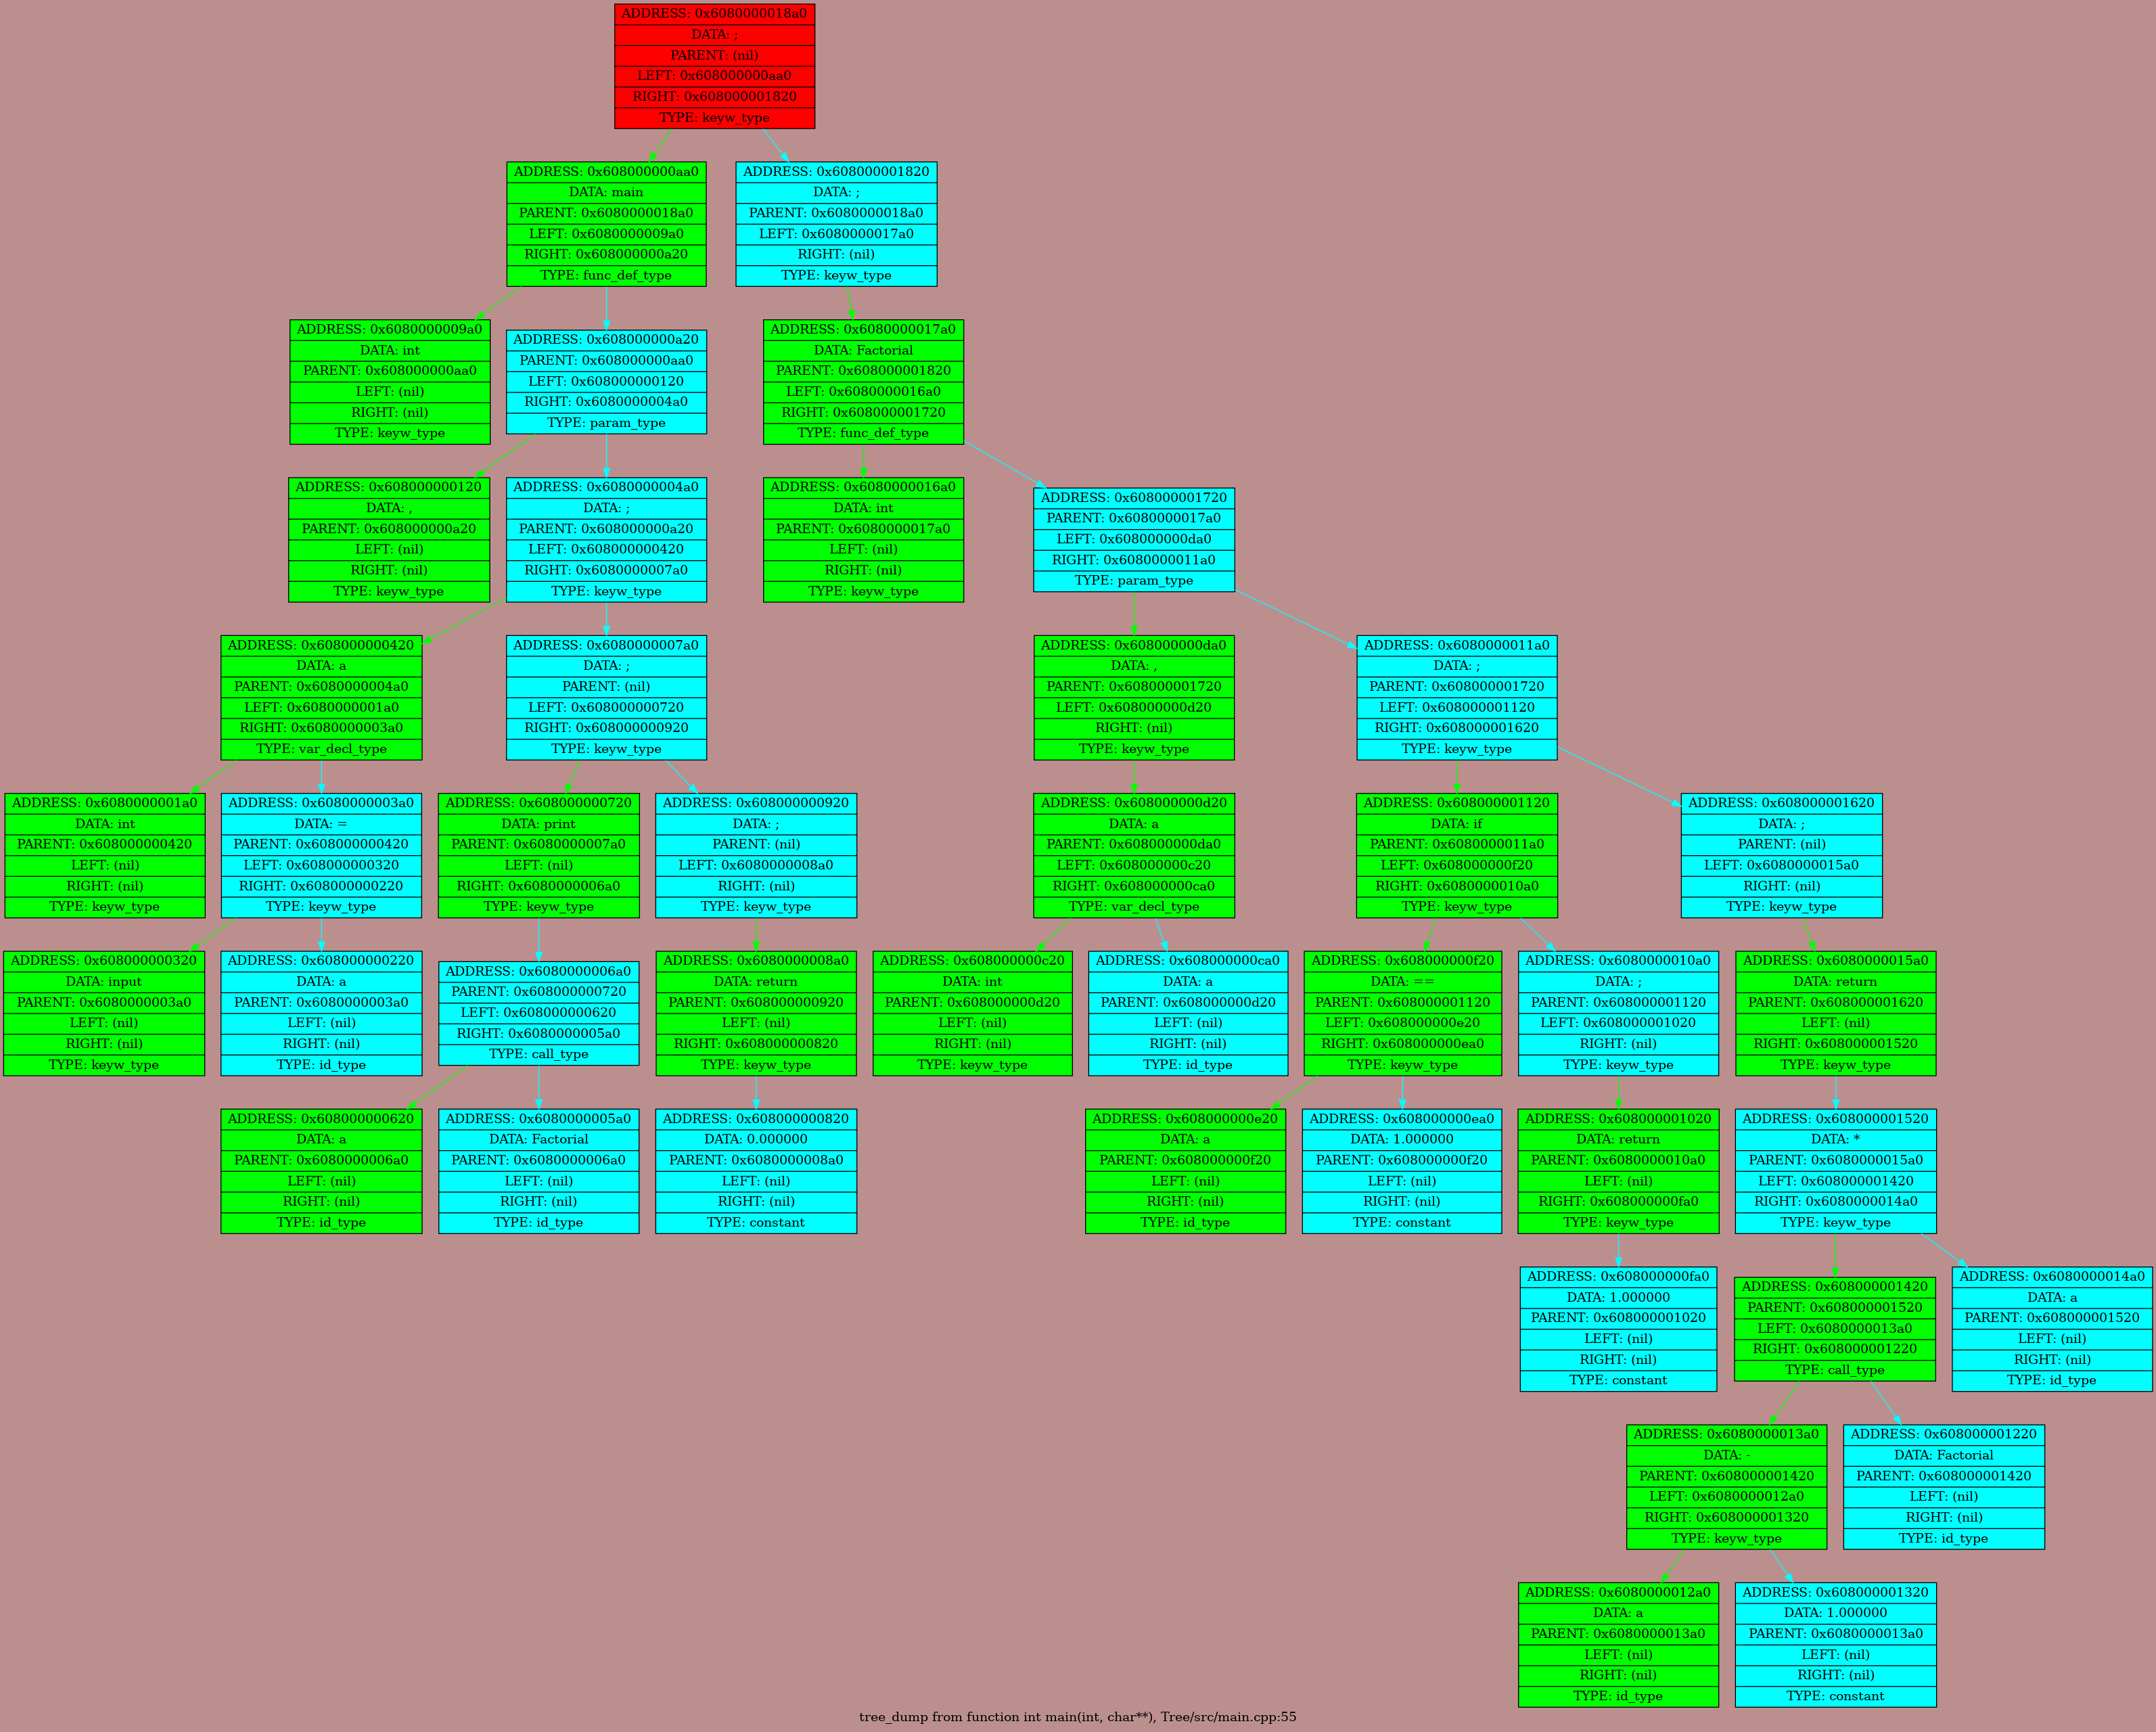 ADDRESS: 0x6080000018a0
DATA: ;
PARENT: (nil)
LEFT: 0x608000000aa0
RIGHT: 0x608000001820
TYPE: keyw_type
ADDRESS: 0x608000000aa0
DATA: main
PARENT: 0x6080000018a0
LEFT: 0x6080000009a0
RIGHT: 0x608000000a20
TYPE: func_def_type
ADDRESS: 0x608000001820
DATA: ;
PARENT: 0x6080000018a0
LEFT: 0x6080000017a0
RIGHT: (nil)
TYPE: keyw_type
ADDRESS: 0x6080000009a0
DATA: int
PARENT: 0x608000000aa0
LEFT: (nil)
RIGHT: (nil)
TYPE: keyw_type
ADDRESS: 0x608000000a20
PARENT: 0x608000000aa0
LEFT: 0x608000000120
RIGHT: 0x6080000004a0
TYPE: param_type
ADDRESS: 0x6080000017a0
DATA: Factorial
PARENT: 0x608000001820
LEFT: 0x6080000016a0
RIGHT: 0x608000001720
TYPE: func_def_type
ADDRESS: 0x608000000120
DATA: ,
PARENT: 0x608000000a20
LEFT: (nil)
RIGHT: (nil)
TYPE: keyw_type
ADDRESS: 0x6080000004a0
DATA: ;
PARENT: 0x608000000a20
LEFT: 0x608000000420
RIGHT: 0x6080000007a0
TYPE: keyw_type
ADDRESS: 0x6080000016a0
DATA: int
PARENT: 0x6080000017a0
LEFT: (nil)
RIGHT: (nil)
TYPE: keyw_type
ADDRESS: 0x608000001720
PARENT: 0x6080000017a0
LEFT: 0x608000000da0
RIGHT: 0x6080000011a0
TYPE: param_type
ADDRESS: 0x608000000420
DATA: a
PARENT: 0x6080000004a0
LEFT: 0x6080000001a0
RIGHT: 0x6080000003a0
TYPE: var_decl_type
ADDRESS: 0x6080000007a0
DATA: ;
PARENT: (nil)
LEFT: 0x608000000720
RIGHT: 0x608000000920
TYPE: keyw_type
ADDRESS: 0x608000000da0
DATA: ,
PARENT: 0x608000001720
LEFT: 0x608000000d20
RIGHT: (nil)
TYPE: keyw_type
ADDRESS: 0x6080000011a0
DATA: ;
PARENT: 0x608000001720
LEFT: 0x608000001120
RIGHT: 0x608000001620
TYPE: keyw_type
ADDRESS: 0x6080000001a0
DATA: int
PARENT: 0x608000000420
LEFT: (nil)
RIGHT: (nil)
TYPE: keyw_type
ADDRESS: 0x6080000003a0
DATA: =
PARENT: 0x608000000420
LEFT: 0x608000000320
RIGHT: 0x608000000220
TYPE: keyw_type
ADDRESS: 0x608000000720
DATA: print
PARENT: 0x6080000007a0
LEFT: (nil)
RIGHT: 0x6080000006a0
TYPE: keyw_type
ADDRESS: 0x608000000920
DATA: ;
PARENT: (nil)
LEFT: 0x6080000008a0
RIGHT: (nil)
TYPE: keyw_type
ADDRESS: 0x608000000d20
DATA: a
PARENT: 0x608000000da0
LEFT: 0x608000000c20
RIGHT: 0x608000000ca0
TYPE: var_decl_type
ADDRESS: 0x608000001120
DATA: if
PARENT: 0x6080000011a0
LEFT: 0x608000000f20
RIGHT: 0x6080000010a0
TYPE: keyw_type
ADDRESS: 0x608000001620
DATA: ;
PARENT: (nil)
LEFT: 0x6080000015a0
RIGHT: (nil)
TYPE: keyw_type
ADDRESS: 0x608000000320
DATA: input
PARENT: 0x6080000003a0
LEFT: (nil)
RIGHT: (nil)
TYPE: keyw_type
ADDRESS: 0x608000000220
DATA: a
PARENT: 0x6080000003a0
LEFT: (nil)
RIGHT: (nil)
TYPE: id_type
ADDRESS: 0x6080000006a0
PARENT: 0x608000000720
LEFT: 0x608000000620
RIGHT: 0x6080000005a0
TYPE: call_type
ADDRESS: 0x6080000008a0
DATA: return
PARENT: 0x608000000920
LEFT: (nil)
RIGHT: 0x608000000820
TYPE: keyw_type
ADDRESS: 0x608000000c20
DATA: int
PARENT: 0x608000000d20
LEFT: (nil)
RIGHT: (nil)
TYPE: keyw_type
ADDRESS: 0x608000000ca0
DATA: a
PARENT: 0x608000000d20
LEFT: (nil)
RIGHT: (nil)
TYPE: id_type
ADDRESS: 0x608000000f20
DATA: ==
PARENT: 0x608000001120
LEFT: 0x608000000e20
RIGHT: 0x608000000ea0
TYPE: keyw_type
ADDRESS: 0x6080000010a0
DATA: ;
PARENT: 0x608000001120
LEFT: 0x608000001020
RIGHT: (nil)
TYPE: keyw_type
ADDRESS: 0x6080000015a0
DATA: return
PARENT: 0x608000001620
LEFT: (nil)
RIGHT: 0x608000001520
TYPE: keyw_type
ADDRESS: 0x608000000620
DATA: a
PARENT: 0x6080000006a0
LEFT: (nil)
RIGHT: (nil)
TYPE: id_type
ADDRESS: 0x6080000005a0
DATA: Factorial
PARENT: 0x6080000006a0
LEFT: (nil)
RIGHT: (nil)
TYPE: id_type
ADDRESS: 0x608000000820
DATA: 0.000000
PARENT: 0x6080000008a0
LEFT: (nil)
RIGHT: (nil)
TYPE: constant
ADDRESS: 0x608000000e20
DATA: a
PARENT: 0x608000000f20
LEFT: (nil)
RIGHT: (nil)
TYPE: id_type
ADDRESS: 0x608000000ea0
DATA: 1.000000
PARENT: 0x608000000f20
LEFT: (nil)
RIGHT: (nil)
TYPE: constant
ADDRESS: 0x608000001020
DATA: return
PARENT: 0x6080000010a0
LEFT: (nil)
RIGHT: 0x608000000fa0
TYPE: keyw_type
ADDRESS: 0x608000001520
DATA: *
PARENT: 0x6080000015a0
LEFT: 0x608000001420
RIGHT: 0x6080000014a0
TYPE: keyw_type
ADDRESS: 0x608000000fa0
DATA: 1.000000
PARENT: 0x608000001020
LEFT: (nil)
RIGHT: (nil)
TYPE: constant
ADDRESS: 0x608000001420
PARENT: 0x608000001520
LEFT: 0x6080000013a0
RIGHT: 0x608000001220
TYPE: call_type
ADDRESS: 0x6080000014a0
DATA: a
PARENT: 0x608000001520
LEFT: (nil)
RIGHT: (nil)
TYPE: id_type
ADDRESS: 0x6080000013a0
DATA: -
PARENT: 0x608000001420
LEFT: 0x6080000012a0
RIGHT: 0x608000001320
TYPE: keyw_type
ADDRESS: 0x608000001220
DATA: Factorial
PARENT: 0x608000001420
LEFT: (nil)
RIGHT: (nil)
TYPE: id_type
ADDRESS: 0x6080000012a0
DATA: a
PARENT: 0x6080000013a0
LEFT: (nil)
RIGHT: (nil)
TYPE: id_type
ADDRESS: 0x608000001320
DATA: 1.000000
PARENT: 0x6080000013a0
LEFT: (nil)
RIGHT: (nil)
TYPE: constant
tree_dump from function int main(int, char**), Tree/src/main.cpp:55